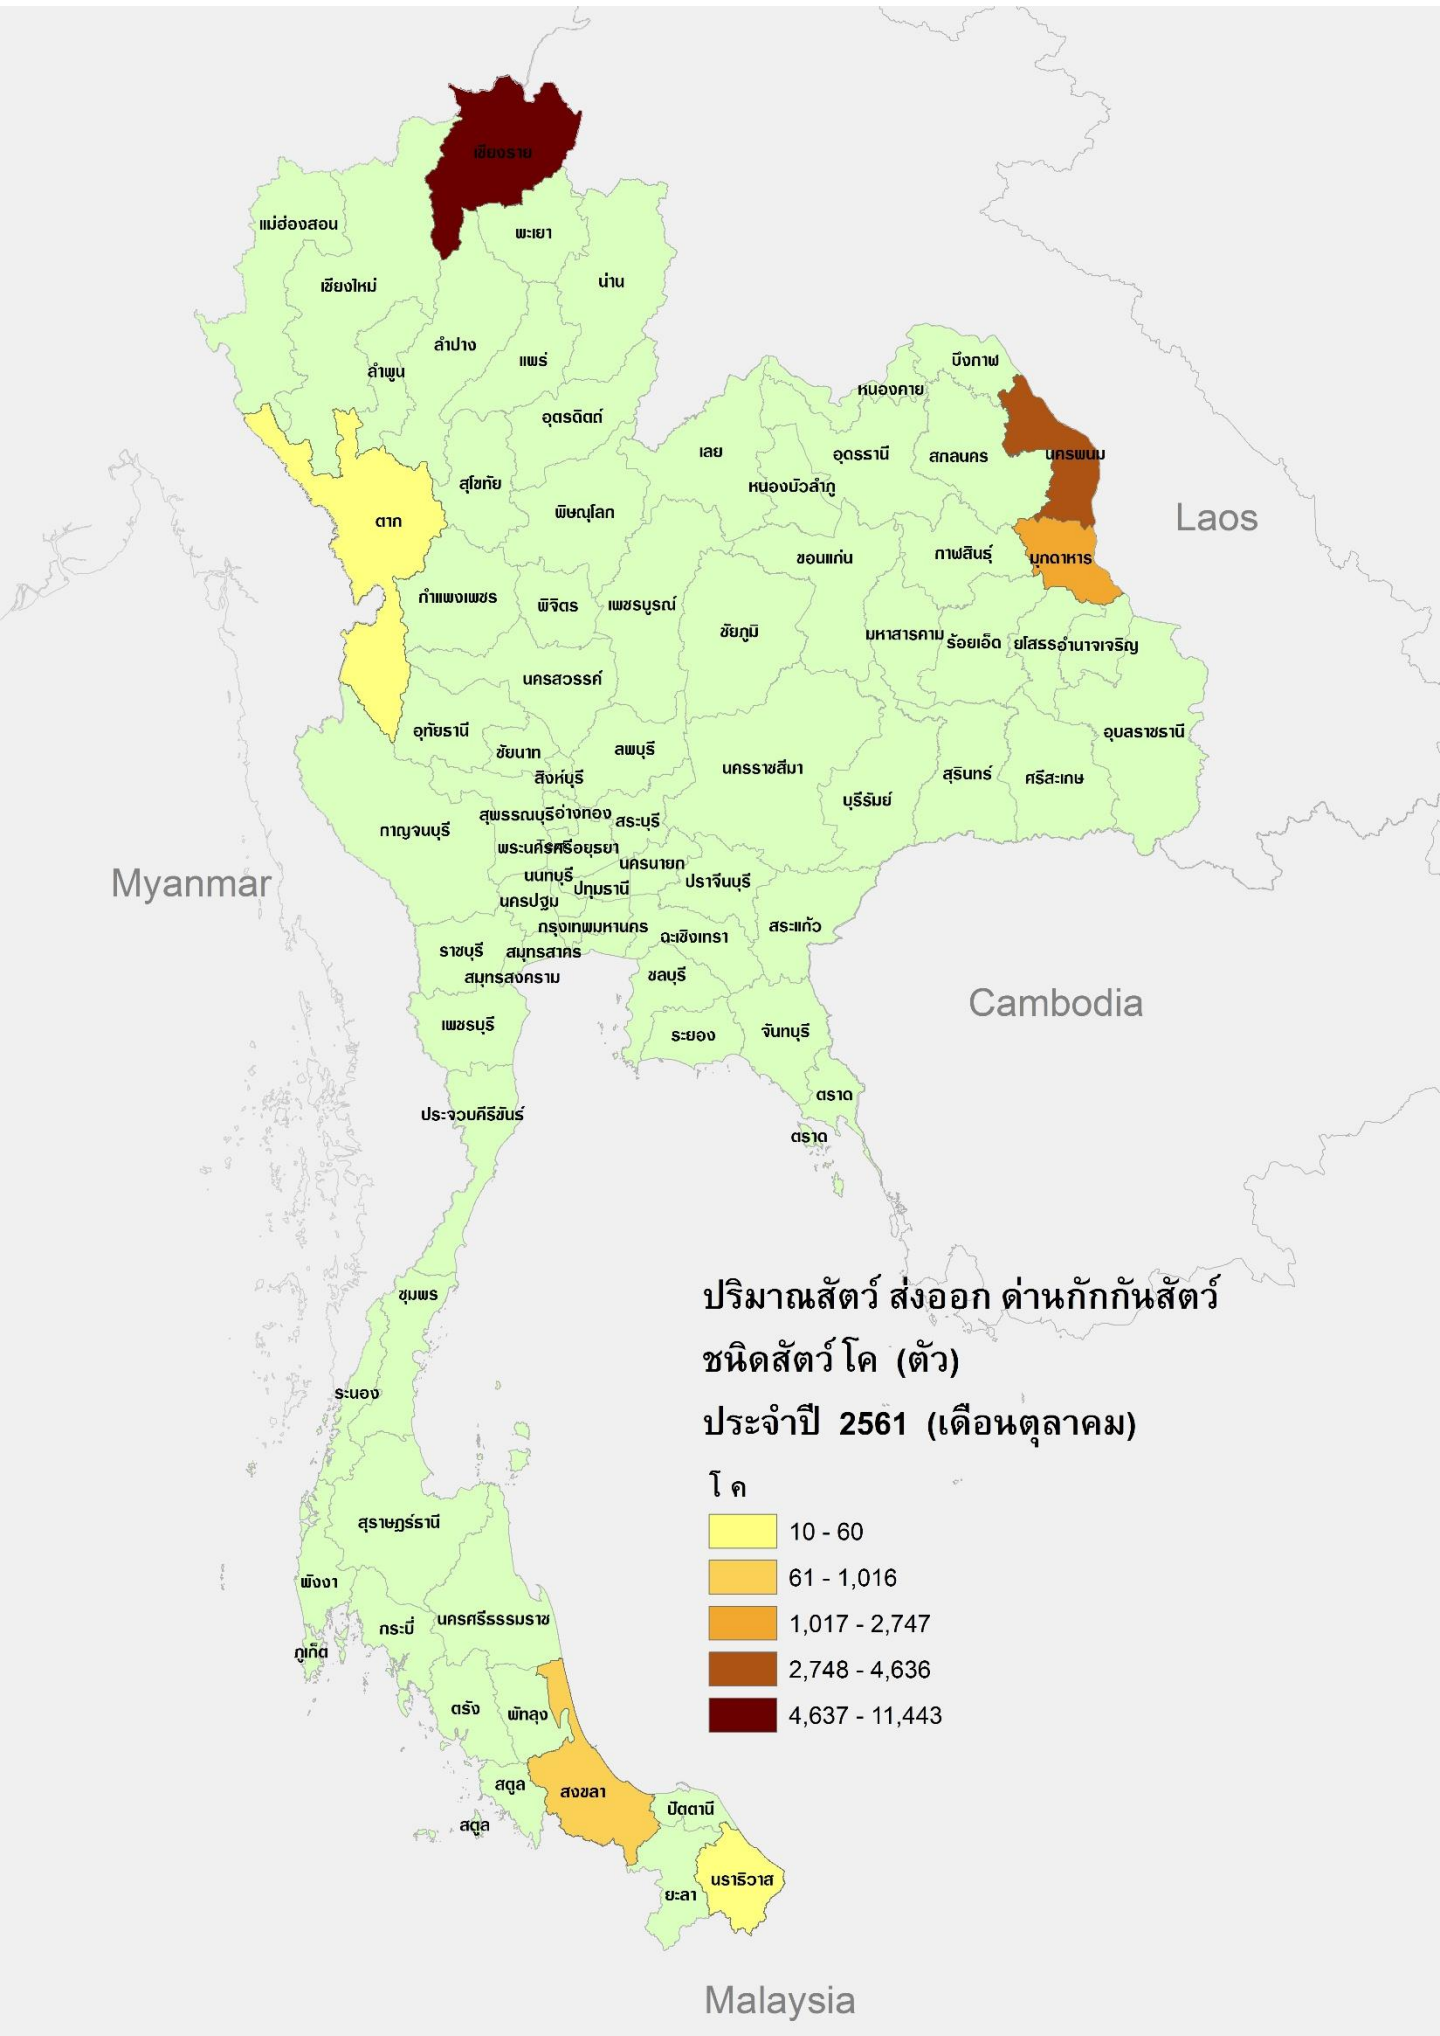 เชียงราย
แม่ฮ่องสอน
พะเยา
น่าน
เชียงใหม่
ลำปาง
แพร่
บึงกาฬ
ลำพูน
หนองคาย
อุตรดิตถ์
เลย
อุดรธานี
สกลนคร
นครพนม
สุโขทัย
หนองบัวลำภู
ตาก
พิษณุโลก
Laos
ขอนแก่น
กาฬสินธุ์
มุกดาหาร
กำแพงเพชร
พิจิตร
เพชรบูรณ์
ชัยภูมิ
มหาสารคาม
ร้อยเอ็ด
ยโสธร
อำนาจเจริญ
นครสวรรค์
อุทัยธานี
ชัยนาท
ลพบุรี
อุบลราชธานี
นครราชสีมา
สิงห์บุรี
สุรินทร์
ศรีสะเกษ
บุรีรัมย์
สุพรรณบุรี
อ่างทอง
สระบุรี
กาญจนบุรี
พระนครศรีอยุธยา
นครนายก
Myanmar
นนทบุรี
ปทุมธานี
ปราจีนบุรี
นครปฐม
กรุงเทพมหานคร
ฉะเชิงเทรา
สระแก้ว
ราชบุรี
สมุทรสาคร
สมุทรสงคราม
ชลบุรี
Cambodia
เพชรบุรี
ระยอง
จันทบุรี
ตราด
ประจวบคีรีขันธ์
ตราด
ชุมพร
ปริมาณสัตว์ ส่งออก ด่านกักกันสัตว์
ชนิดสัตว์ โค (ตัว)
ประจำปี 2561 (เดือนตุลาคม)
ระนอง
โค
10 - 60
61 - 1,016
1,017 - 2,747
2,748 - 4,636
4,637 - 11,443
สุราษฎร์ธานี
พังงา
กระบี่
นครศรีธรรมราช
ภูเก็ต
ตรัง
พัทลุง
สตูล
สงขลา
ปัตตานี
สตูล
นราธิวาส
ยะลา
Malaysia